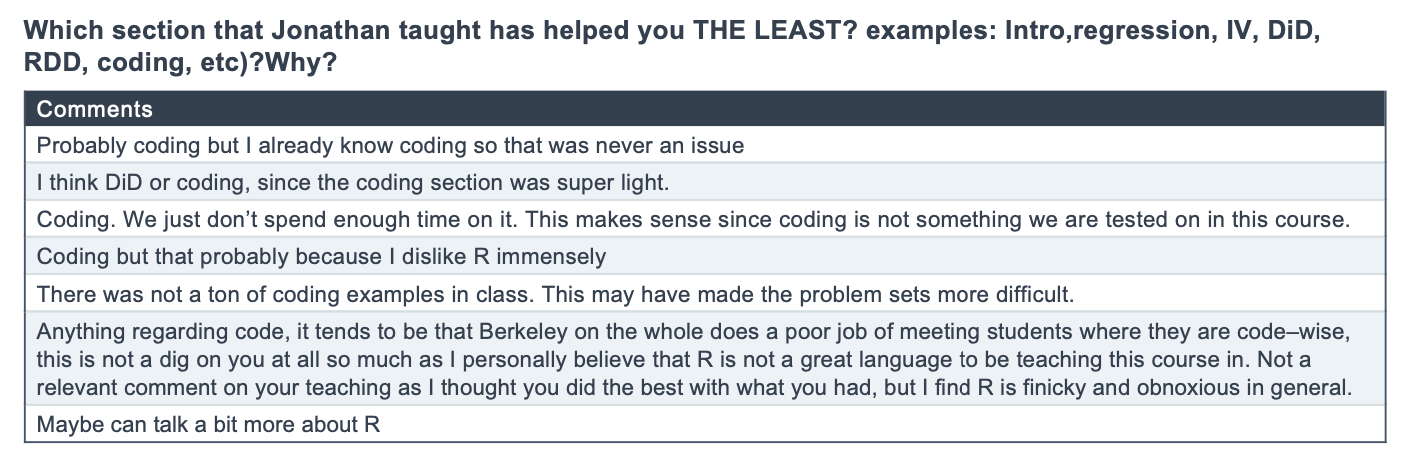 Which section that Jonathan taught has helped you THE LEAST? examples: Intro,regression, IV, DiD,
RDD, coding, etc)?Why?
Comments
Probably coding but I already know coding so that was never an issue
I think DiD or coding, since the coding section was super light.
Coding. We just don’t spend enough time on it. This makes sense since coding is not something we are tested on in this course.
Coding but that probably because I dislike R immensely
There was not a ton of coding examples in class. This may have made the problem sets more difficult.
Anything regarding code, it tends to be that Berkeley on the whole does a poor job of meeting students where they are code–wise,
this is not a dig on you at all so much as I personally believe that R is not a great language to be teaching this course in. Not a
relevant comment on your teaching as I thought you did the best with what you had, but I find R is finicky and obnoxious in general.
Maybe can talk a bit more about R